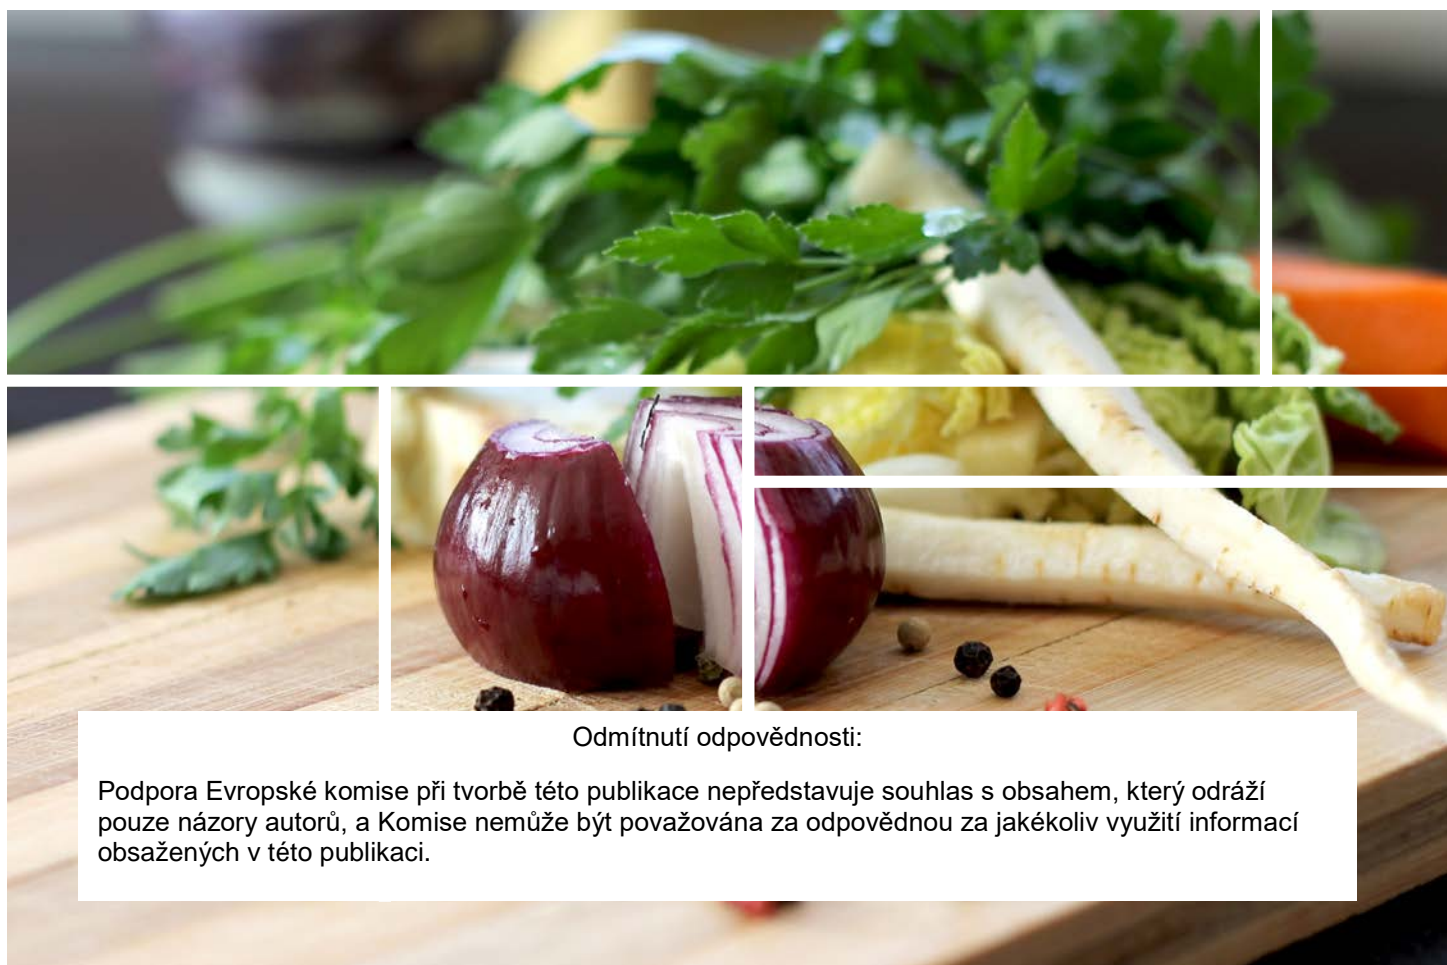 Odmítnutí odpovědnosti:
Podpora Evropské komise při tvorbě této publikace nepředstavuje souhlas s obsahem, který odráží
pouze názory autorů, a Komise nemůže být považována za odpovědnou za jakékoliv využití informací
obsažených v této publikaci.